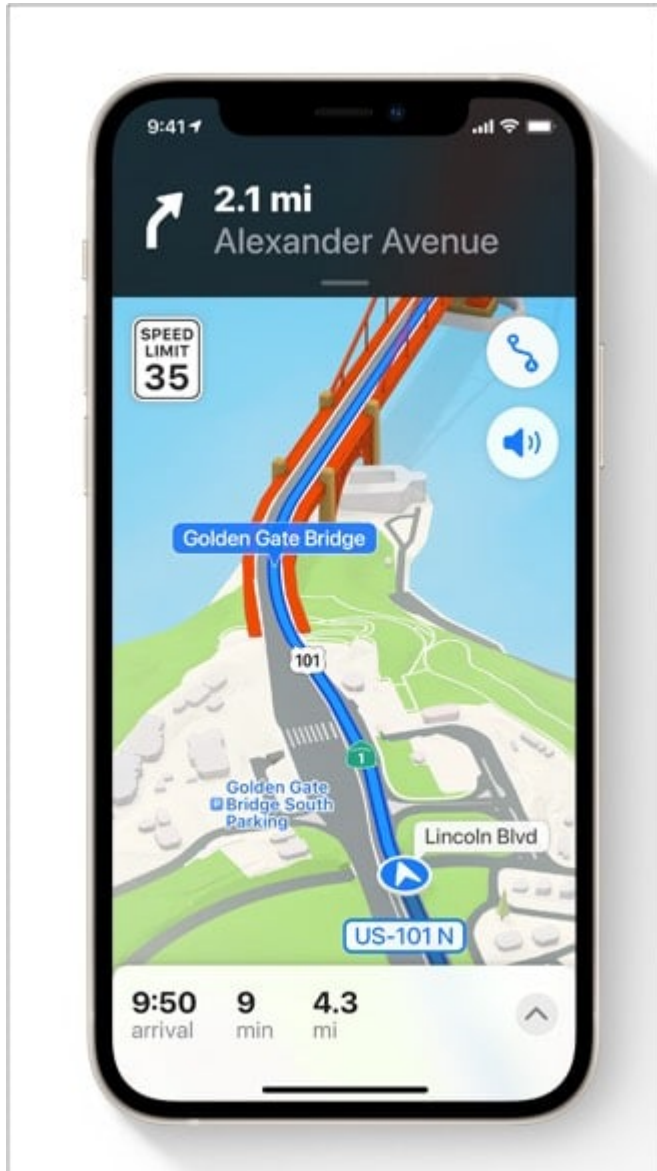 9:41
2.1 mi
Alexander Avenue
SPEED
LIMIT
35
Golden Gate Bridge
101
1
Golden Gate
P Bridge South
Parking
Lincoln Blvd
US-101 N
9:50 9 4.3
arrival min mi